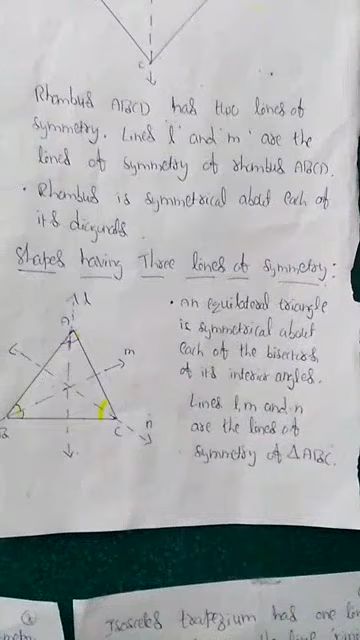 C
Rhombus ABCD has two lines of
symmetry. Lines 'l' and 'm' are the
lines of symmetry of rhombus ABCD.
• Rhombus is symmetrical about each of
its diagonals
Shapes having Three lines of symmetry:
l
A
m
B
C
n
• An equilateral triangle
is symmetrical about
each of the bisectors
of its interior angles.
Lines l, m and n
are the lines of
symmetry of ΔABC.
Isosceles trapezium has one